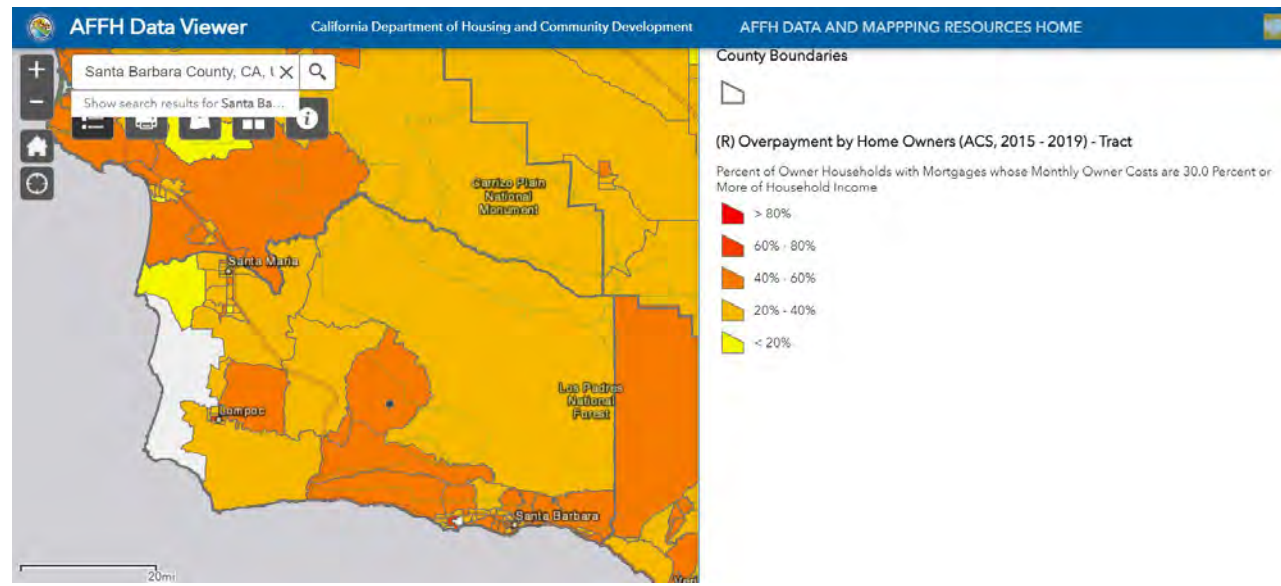 AFFH Data Viewer
California Department of Housing and Community Development
AFFH DATA AND MAPPPING RESOURCES HOME
Santa Barbara County, CA, U
Show search results for Santa Ba...
Carrizo Plain
National
Monument
Santa Maria
Los Padres
National
Forest
Lompoc
Santa Barbara
20mi
County Boundaries
(R) Overpayment by Home Owners (ACS, 2015 - 2019) - Tract
Percent of Owner Households with Mortgages whose Monthly Owner Costs are 30.0 Percent or
More of Household Income
> 80%
60% - 80%
40% - 60%
20% - 40%
< 20%